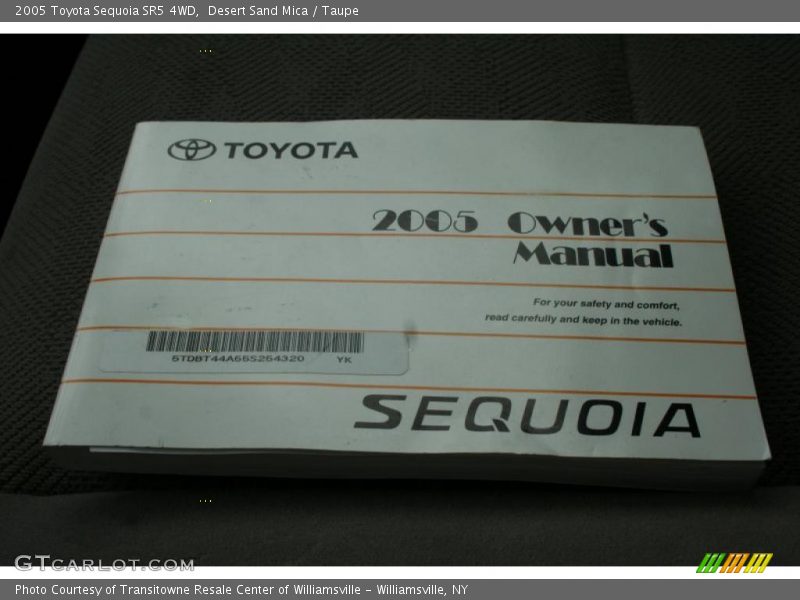 2005 Toyota Sequoia SR5 4WD,  Desert Sand Mica / Taupe
TOYOTA
2005 Owner's
Manual
For your safety and comfort,
read carefully and keep in the vehicle.
5TDBT44A65S254320 YK
SEQUOIA
GTcarlot.com
Photo Courtesy of Transitowne Resale Center of Williamsville - Williamsville, NY